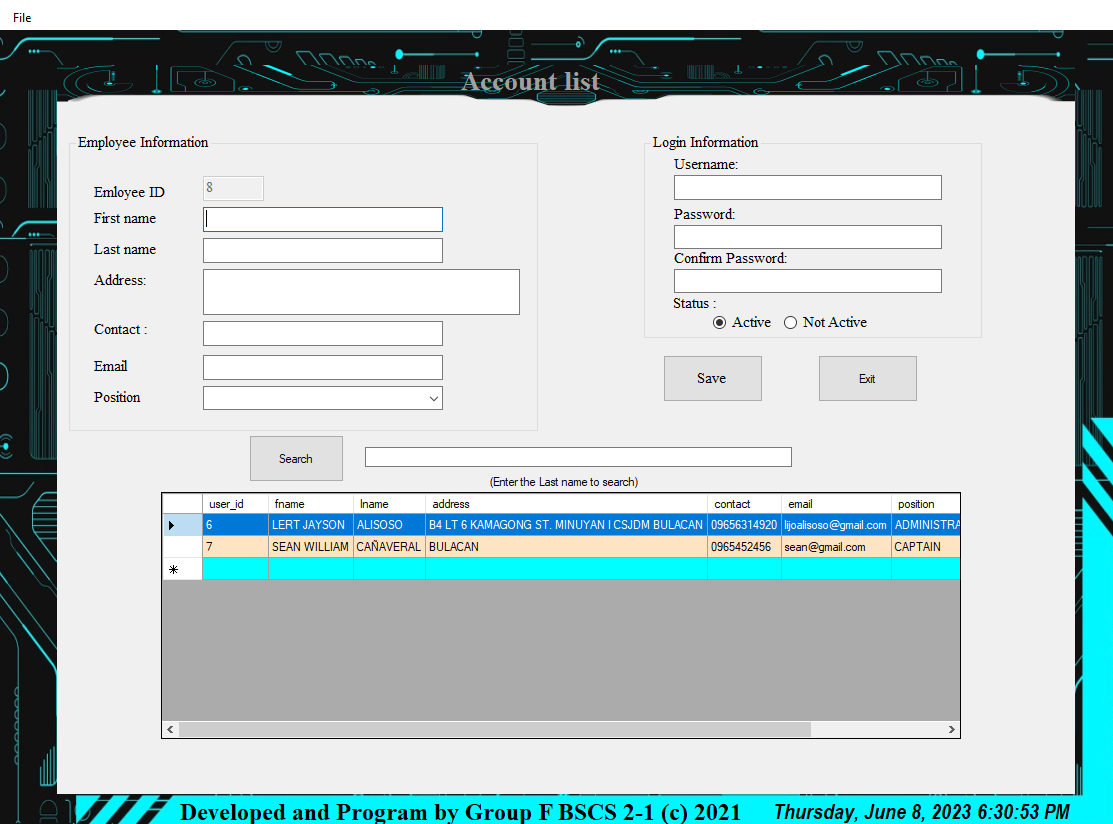 File
Account list
Employee Information
Emloyee ID
8
First name
Last name
Address:
Contact :
Email
Position
Login Information
Username:
Password:
Confirm Password:
Status :
Active
Not Active
Save
Exit
Search
(Enter the Last name to search)
user_id fname lname address contact email position
6 LERT JAYSON ALISOSO B4 LT 6 KAMAGONG ST. MINUYAN I CSJDM BULACAN 09656314920 lijoalisoso@gmail.com ADMINISTRA
7 SEAN WILLIAM CAÑAVERAL BULACAN 0965452456 sean@gmail.com CAPTAIN
Developed and Program by Group F BSCS 2-1 (c) 2021
Thursday, June 8, 2023 6:30:53 PM